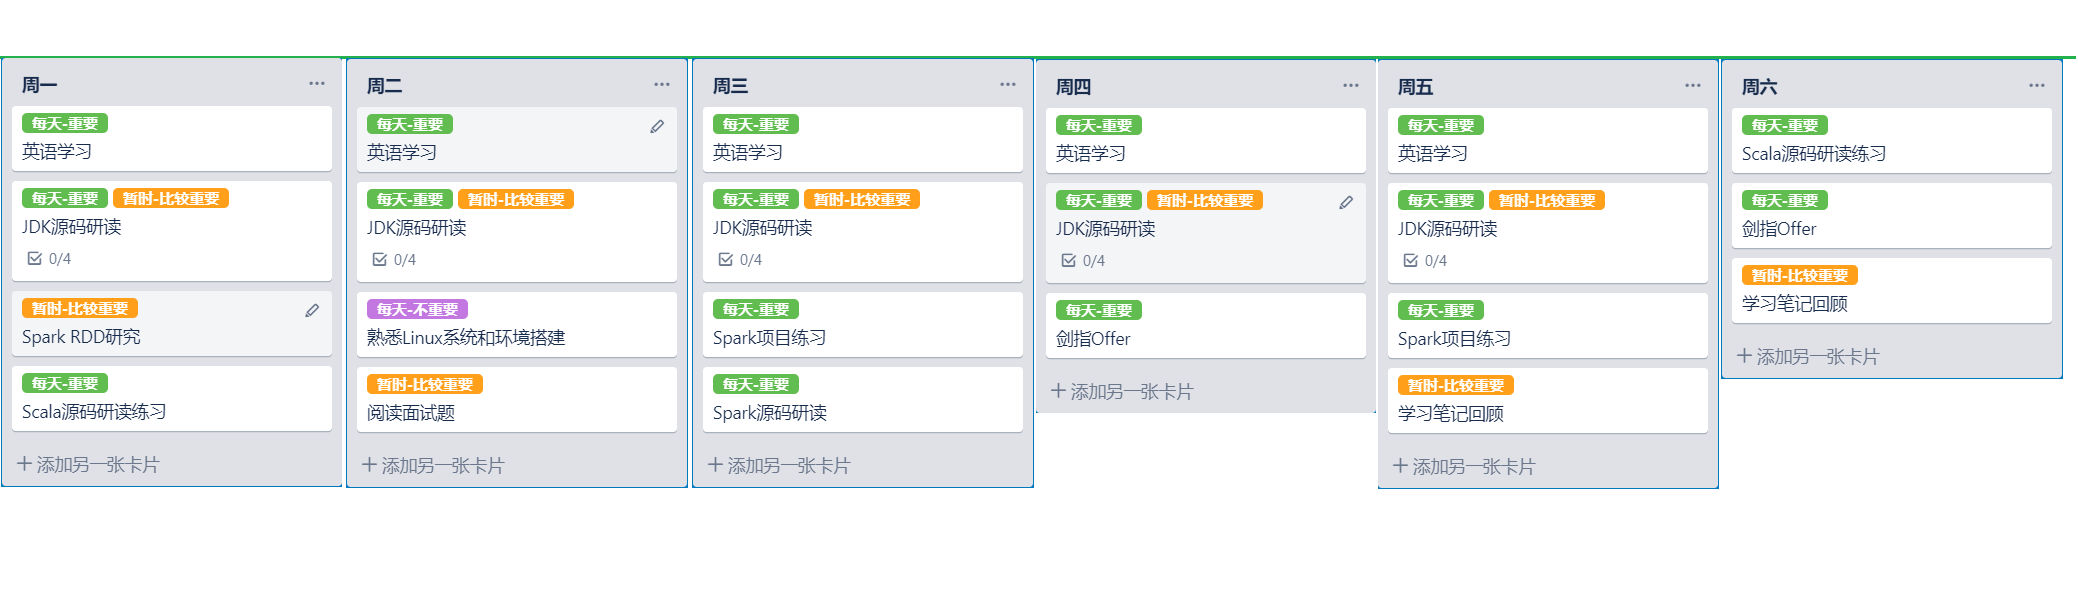 周一
每天-重要
英语学习
每天-重要 暂时-比较重要
JDK源码研读
0/4
暂时-比较重要
Spark RDD研究
每天-重要
Scala源码研读练习
+ 添加另一张卡片
周二
每天-重要
英语学习
每天-重要 暂时-比较重要
JDK源码研读
0/4
每天-不重要
熟悉Linux系统和环境搭建
暂时-比较重要
阅读面试题
+ 添加另一张卡片
周三
每天-重要
英语学习
每天-重要 暂时-比较重要
JDK源码研读
0/4
每天-重要
Spark项目练习
每天-重要
Spark源码研读
+ 添加另一张卡片
周四
每天-重要
英语学习
每天-重要 暂时-比较重要
JDK源码研读
0/4
每天-重要
剑指Offer
+ 添加另一张卡片
周五
每天-重要
英语学习
每天-重要 暂时-比较重要
JDK源码研读
0/4
每天-重要
Spark项目练习
暂时-比较重要
学习笔记回顾
+ 添加另一张卡片
周六
每天-重要
Scala源码研读练习
每天-重要
剑指Offer
暂时-比较重要
学习笔记回顾
+ 添加另一张卡片